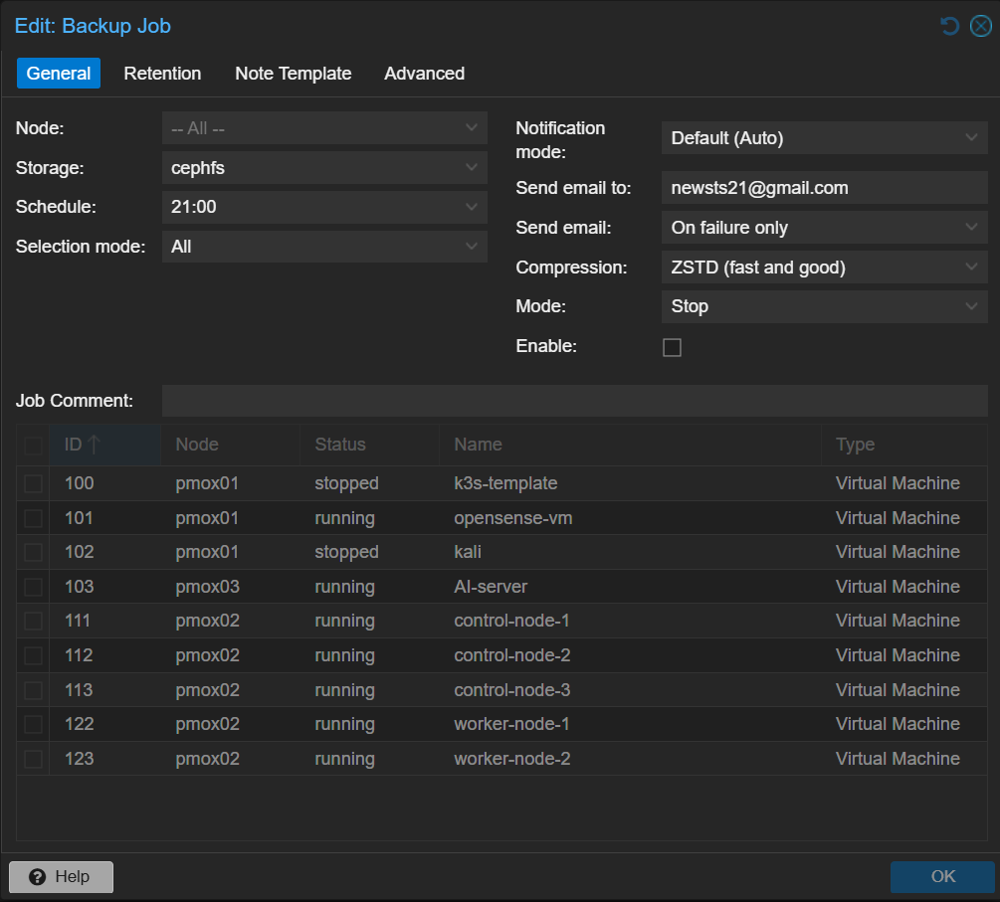 Edit: Backup Job
General Retention Note Template Advanced
Node: -- All --
Storage: cephfs
Schedule: 21:00
Selection mode: All
Notification mode: Default (Auto)
Send email to: newsts21@gmail.com
Send email: On failure only
Compression: ZSTD (fast and good)
Mode: Stop
Enable:
Job Comment:
ID Node Status Name Type
100 pmox01 stopped k3s-template Virtual Machine
101 pmox01 running opensense-vm Virtual Machine
102 pmox01 stopped kali Virtual Machine
103 pmox03 running AI-server Virtual Machine
111 pmox02 running control-node-1 Virtual Machine
112 pmox02 running control-node-2 Virtual Machine
113 pmox02 running control-node-3 Virtual Machine
122 pmox02 running worker-node-1 Virtual Machine
123 pmox02 running worker-node-2 Virtual Machine
Help OK